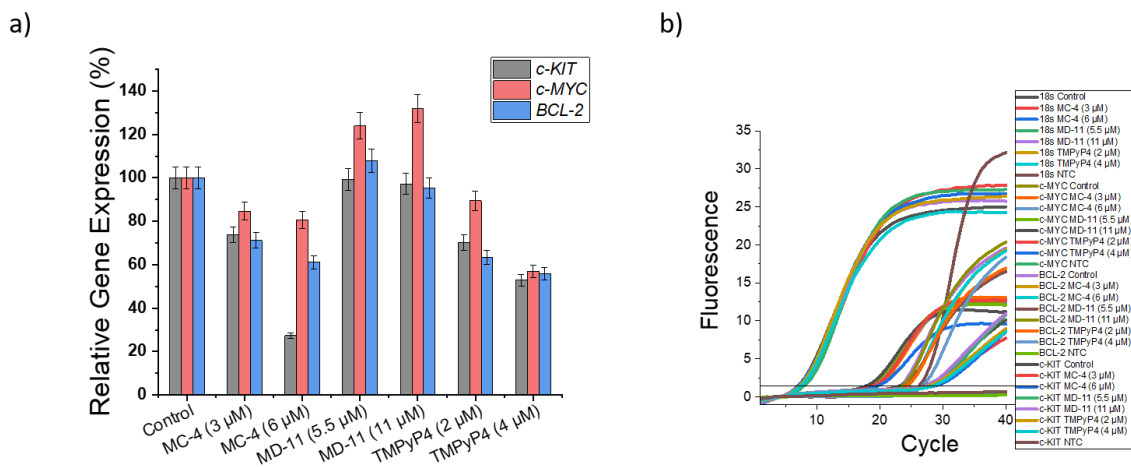 a)
Relative Gene Expression (%)
140
120
100
80
60
40
20
0
c-KIT
c-MYC
BCL-2
Control
MC-4 (3 µM)
MC-4 (6 µM)
MD-11 (5.5 µM)
MD-11 (11 µM)
TMPyP4 (2 µM)
TMPyP4 (4 µM)
b)
Fluorescence
35
30
25
20
15
10
5
0
10
20
30
40
Cycle
18s Control
18s MC-4 (3 µM)
18s MC-4 (6 µM)
18s MD-11 (5.5 µM)
18s MD-11 (11 µM)
18s TMPyP4 (2 µM)
18s TMPyP4 (4 µM)
18s NTC
c-MYC Control
c-MYC MC-4 (3 µM)
c-MYC MC-4 (6 µM)
c-MYC MD-11 (5.5 µM)
c-MYC MD-11 (11 µM)
c-MYC TMPyP4 (2 µM
c-MYC TMPyP4 (4 µM
c-MYC NTC
BCL-2 Control
BCL-2 MC-4 (3 µM)
BCL-2 MC-4 (6 µM)
BCL-2 MD-11 (5.5 µM)
BCL-2 MD-11 (11 µM)
BCL-2 TMPyP4 (2 µM)
BCL-2 TMPyP4 (4 µM)
BCL-2 NTC
c-KIT Control
c-KIT MC-4 (3 µM)
c-KIT MC-4 (6 µM)
c-KIT MD-11 (5.5 µM)
c-KIT MD-11 (11 µM)
c-KIT TMPyP4 (2 µM)
c-KIT TMPyP4 (4 µM)
c-KIT NTC